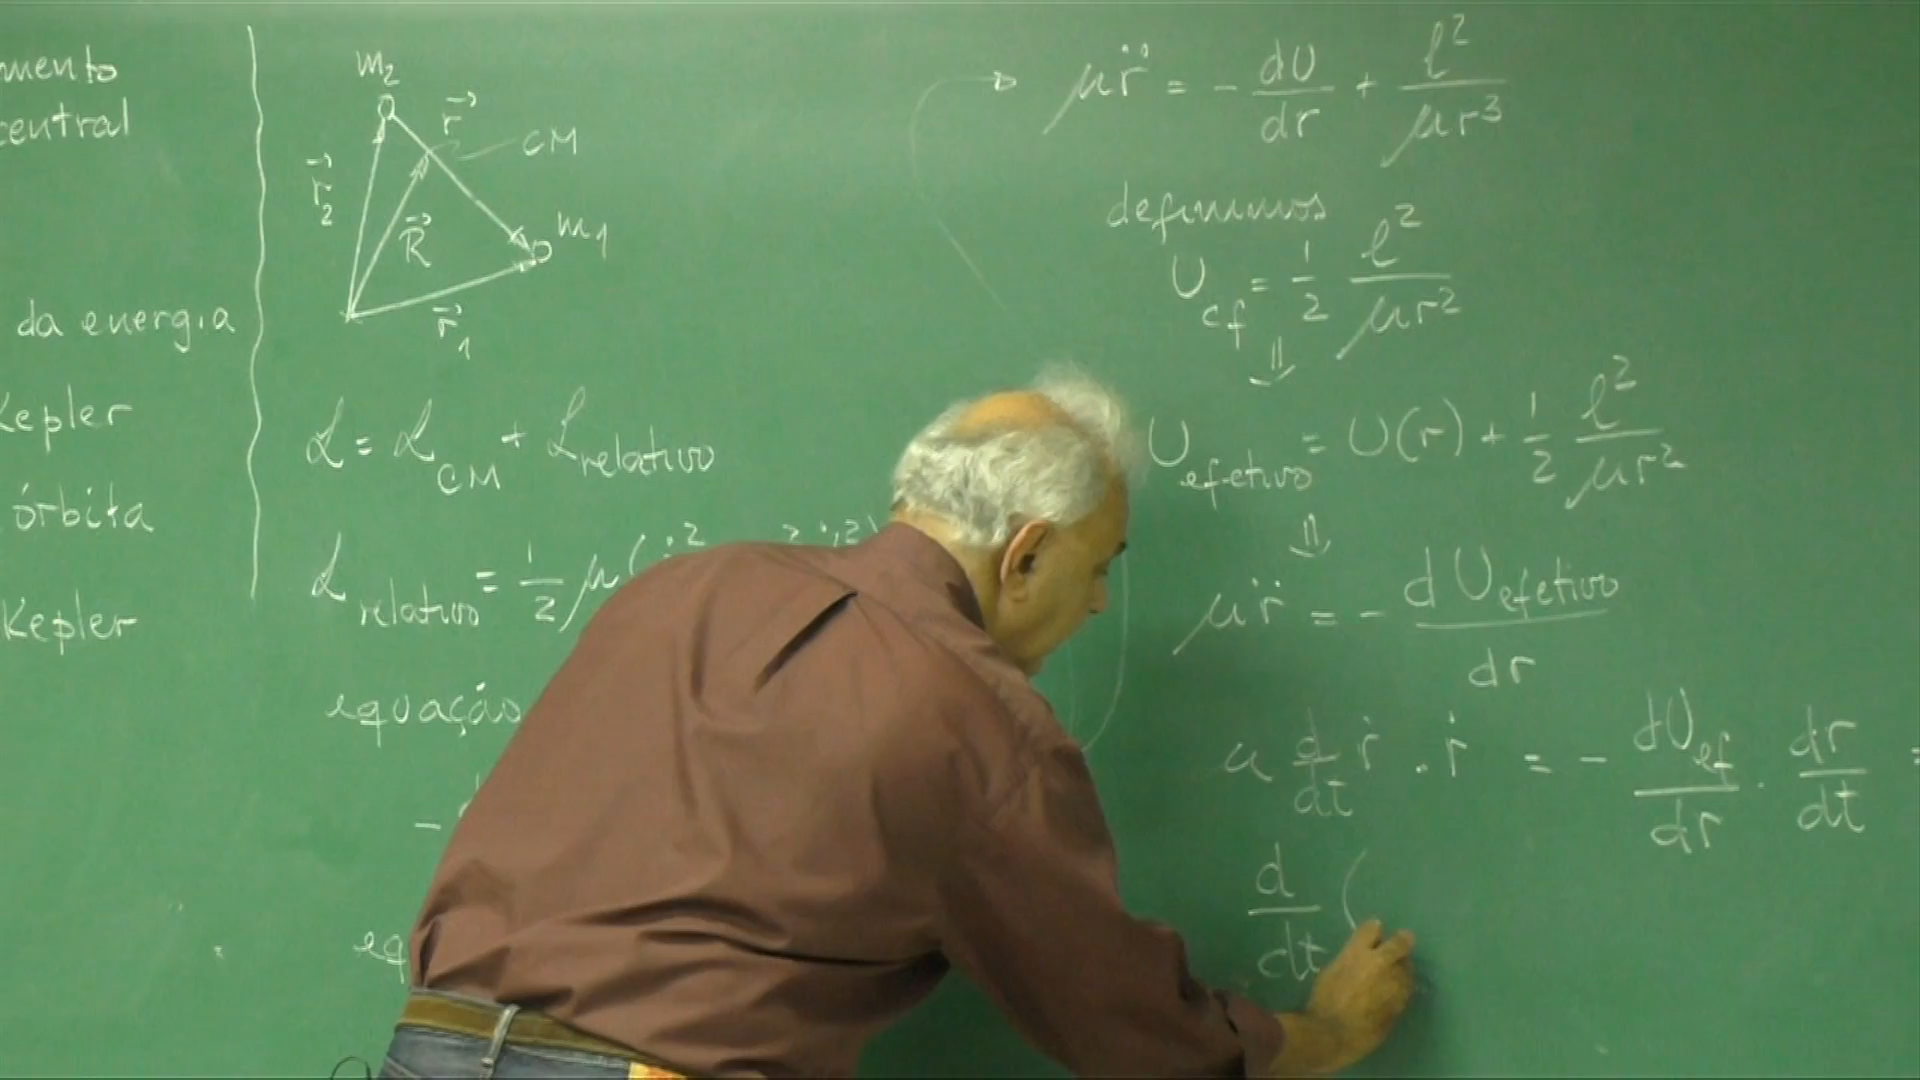 mento
central
da energia
Kepler
órbita
Kepler
m₂
r⃗
CM
r⃗₂
R⃗
m₁
r⃗₁
ℒ = ℒ_CM + ℒ_relativo
ℒ_relativo = 1/2 μ(
equação
-
eq
μr̈ = - dU/dr + ℓ²/μr³
definimos
U_cf = 1/2 ℓ²/μr²
⇓
U_efetivo = U(r) + 1/2 ℓ²/μr²
⇓
μr̈ = - dU_efetivo/dr
μ d/dt ṙ . ṙ = - dU_ef/dr . dr/dt =
d/dt (